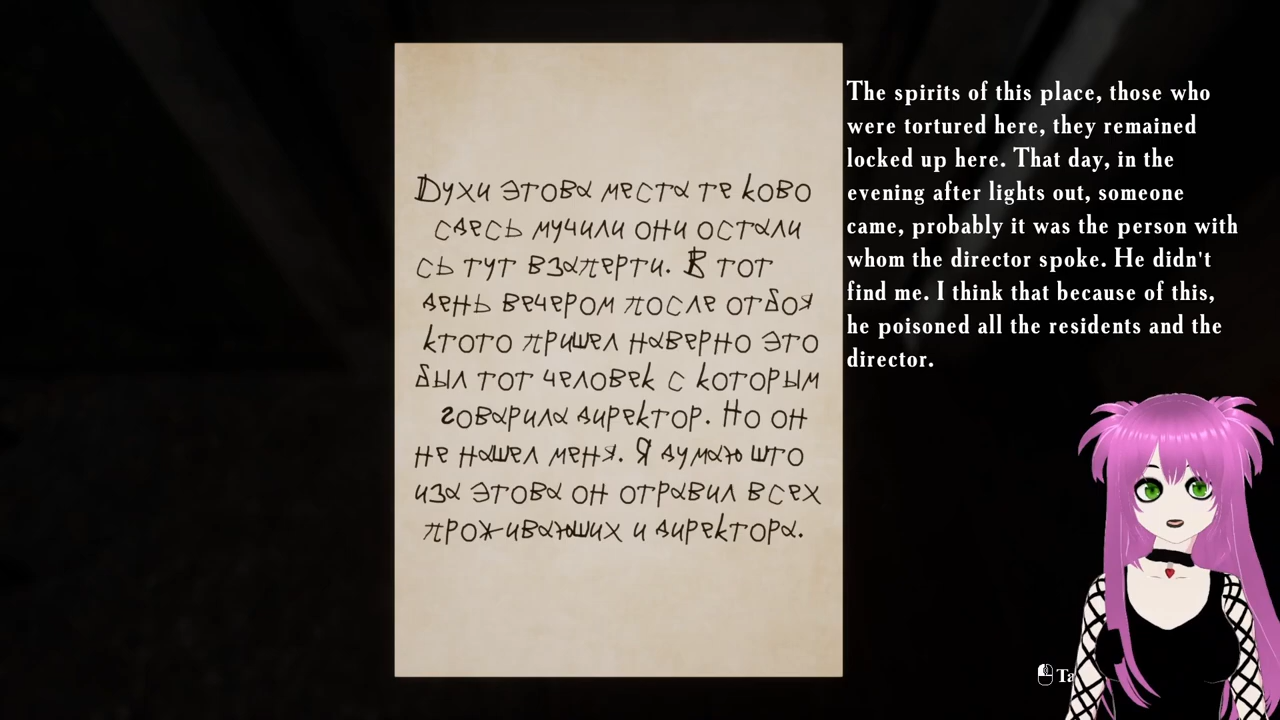 Духи этова места те ково
сдесь мучили они остали
сь тут взаперти. В тот
день вечером после отбоя
ктото пришел наверно это
был тот человек с которым
говарила директор. Но он
не нашел меня. Я думаю што
иза этова он отравил всех
проживаюших и директора.
The spirits of this place, those who
were tortured here, they remained
locked up here. That day, in the
evening after lights out, someone
came, probably it was the person with
whom the director spoke. He didn't
find me. I think that because of this,
he poisoned all the residents and the
director.